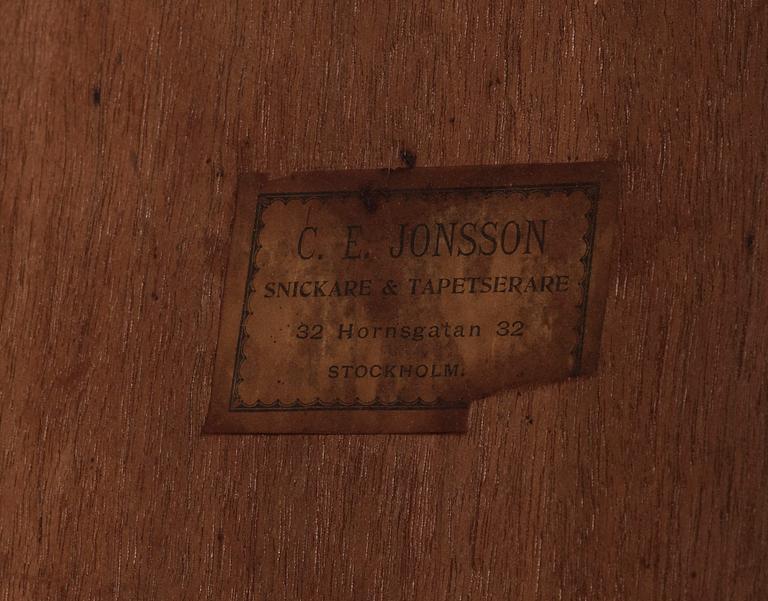 C. E. JONSSON
SNICKARE & TAPETSERARE
32 Hornsgatan 32
STOCKHOLM.